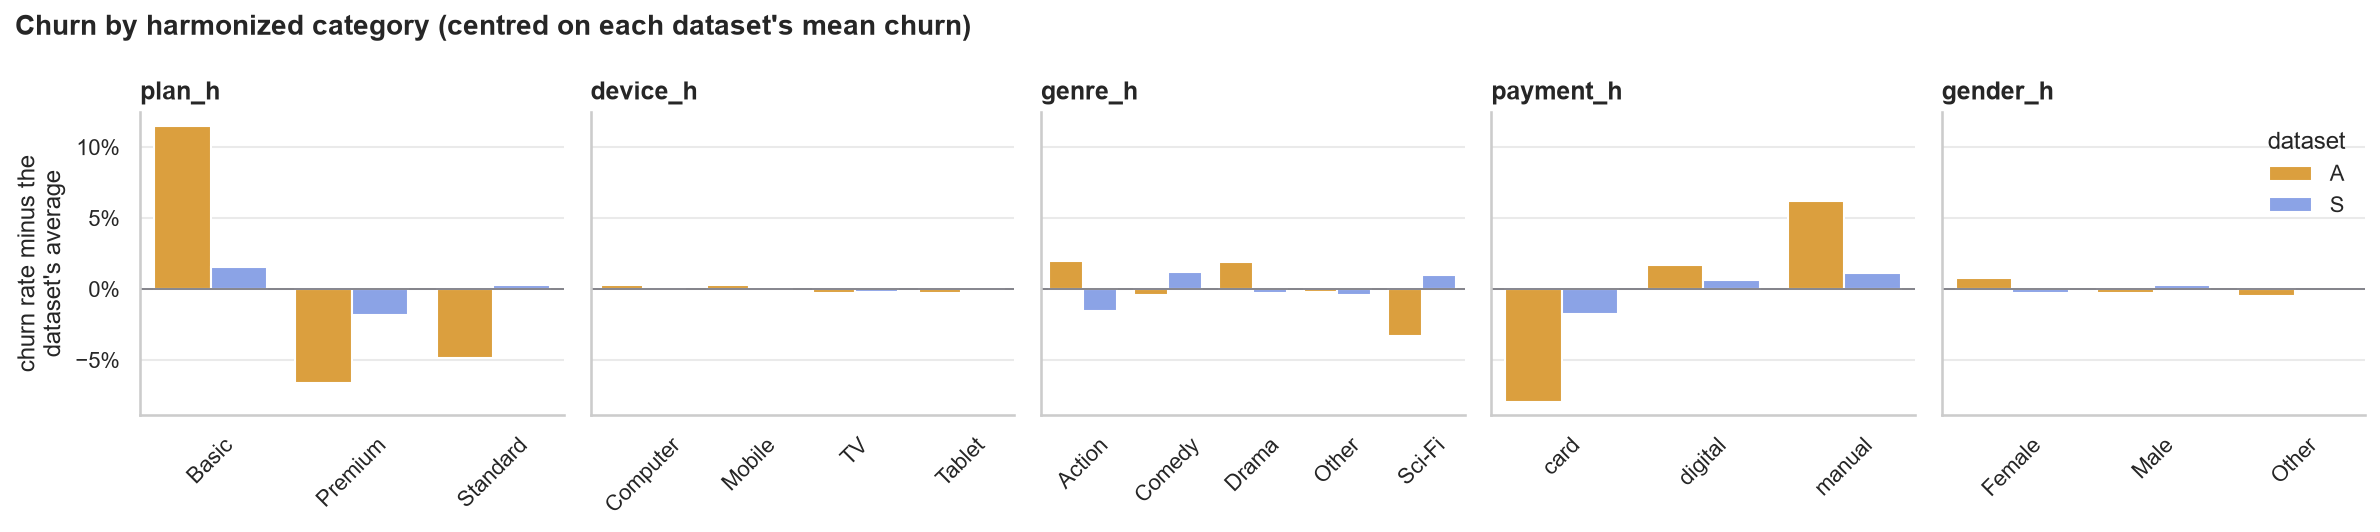 Churn by harmonized category (centred on each dataset's mean churn)
plan_h
device_h
genre_h
payment_h
gender_h
churn rate minus the
dataset's average
10%
5%
0%
−5%
dataset
A
S
Basic
Premium
Standard
Computer
Mobile
TV
Tablet
Action
Comedy
Drama
Other
Sci-Fi
card
digital
manual
Female
Male
Other